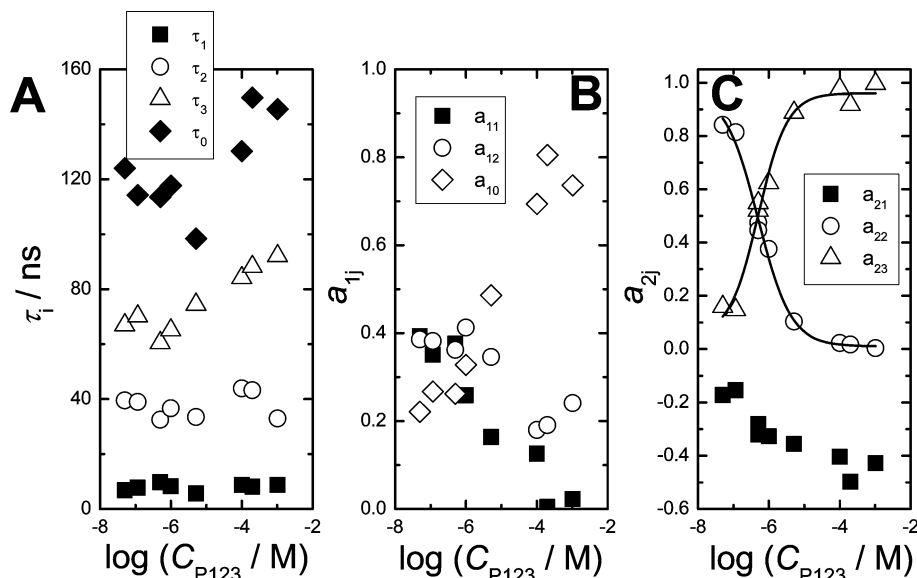 A
τ1
τ2
τ3
τ0
160
120
80
40
0
τi / ns
-8
-6
-4
-2
log (CP123 / M)
B
a11
a12
a10
1.0
0.8
0.6
0.4
0.2
0.0
a1j
-8
-6
-4
-2
log (CP123 / M)
C
a21
a22
a23
1.0
0.8
0.6
0.4
0.2
0.0
-0.2
-0.4
-0.6
a2j
-8
-6
-4
-2
log (CP123 / M)